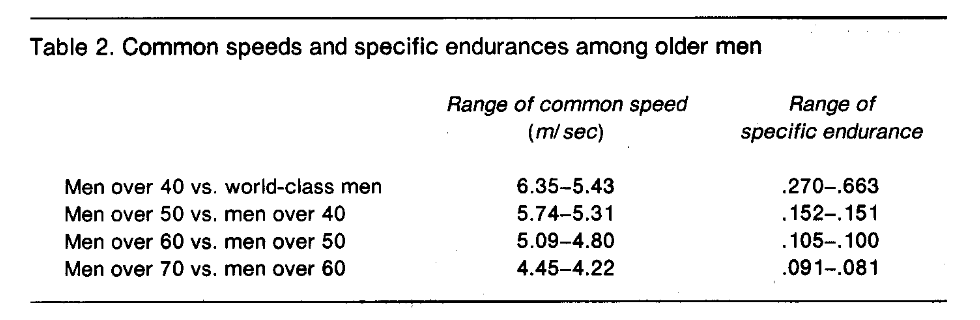 Table 2. Common speeds and specific endurances among older men
Range of common speed Range of
(m/sec) specific endurance
Men over 40 vs. world-class men 6.35–5.43 .270–.663
Men over 50 vs. men over 40 5.74–5.31 .152–.151
Men over 60 vs. men over 50 5.09–4.80 .105–.100
Men over 70 vs. men over 60 4.45–4.22 .091–.081